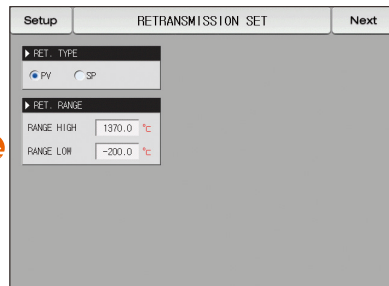 Setup
RETRANSMISSION SET
Next
RET. TYPE
PV SP
RET. RANGE
RANGE HIGH 1370.0 ℃
RANGE LOW -200.0 ℃
e